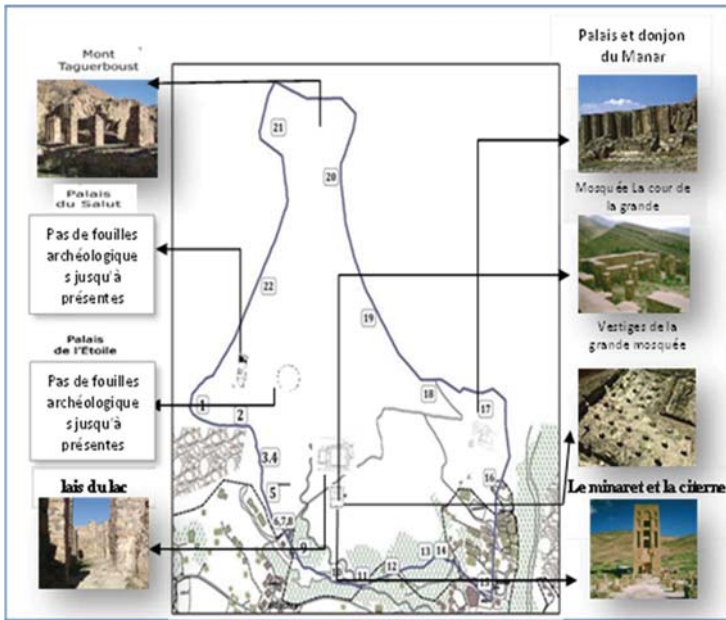 Mont
Taguerboust
Palais
du Salut
Pas de fouilles
archéologique
s jusqu'à
présentes
Palais
de l'Étoile
Pas de fouilles
archéologique
s jusqu'à
présentes
lais du lac
21
20
22
19
18
17
1
2
3.4
5
16
6,7,8
9
13
14
12
11
15
Palais et donjon
du Manar
Mosquée La cour de
la grande
Vestiges de la
grande mosquée
Le minaret et la citerne